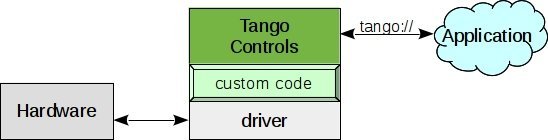 Tango
Controls
tango://
Application
custom code
Hardware
driver